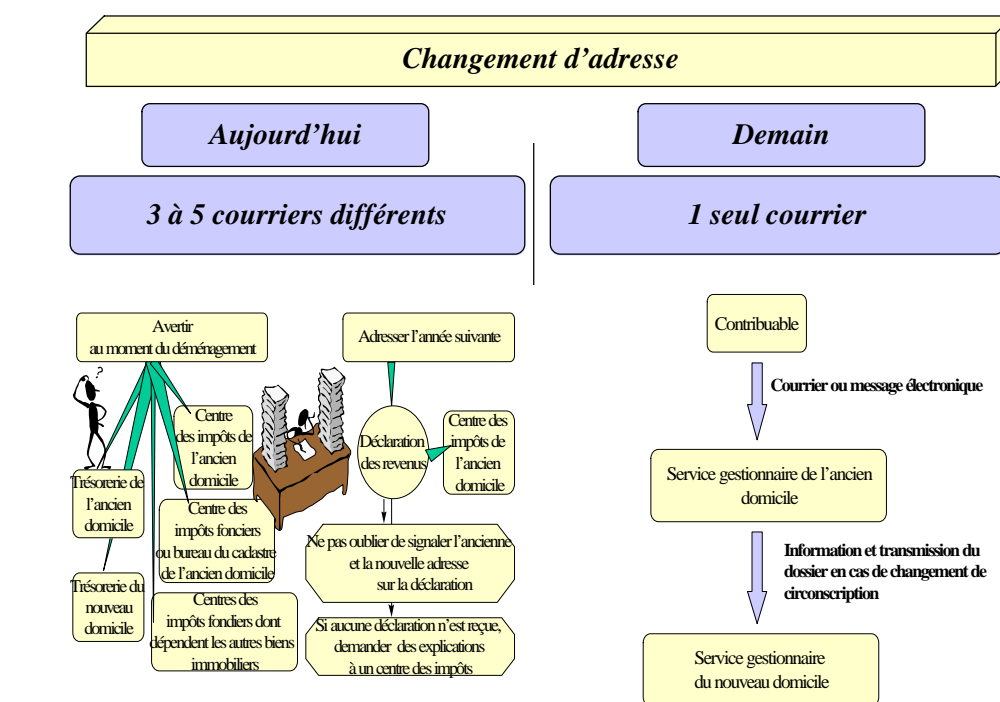 Changement d'adresse
Aujourd'hui
3 à 5 courriers différents
Avertir
au moment du déménagement
?
Centre
des impôts de
l'ancien
domicile
Trésorerie de
l'ancien
domicile
Centre des
impôts fonciers
ou bureau du cadastre
de l'ancien domicile
Trésorerie du
nouveau
domicile
Centres des
impôts fondiers dont
dépendent les autres biens
immobiliers
Adresser l'année suivante
Déclaration
des revenus
Centre des
impôts de
l'ancien
domicile
Ne pas oublier de signaler l'ancienne
et la nouvelle adresse
sur la déclaration
Si aucune déclaration n'est reçue,
demander des explications
à un centre des impôts
Demain
1 seul courrier
Contribuable
Courrier ou message électronique
Service gestionnaire de l'ancien
domicile
Information et transmission du
dossier en cas de changement de
circonscription
Service gestionnaire
du nouveau domicile